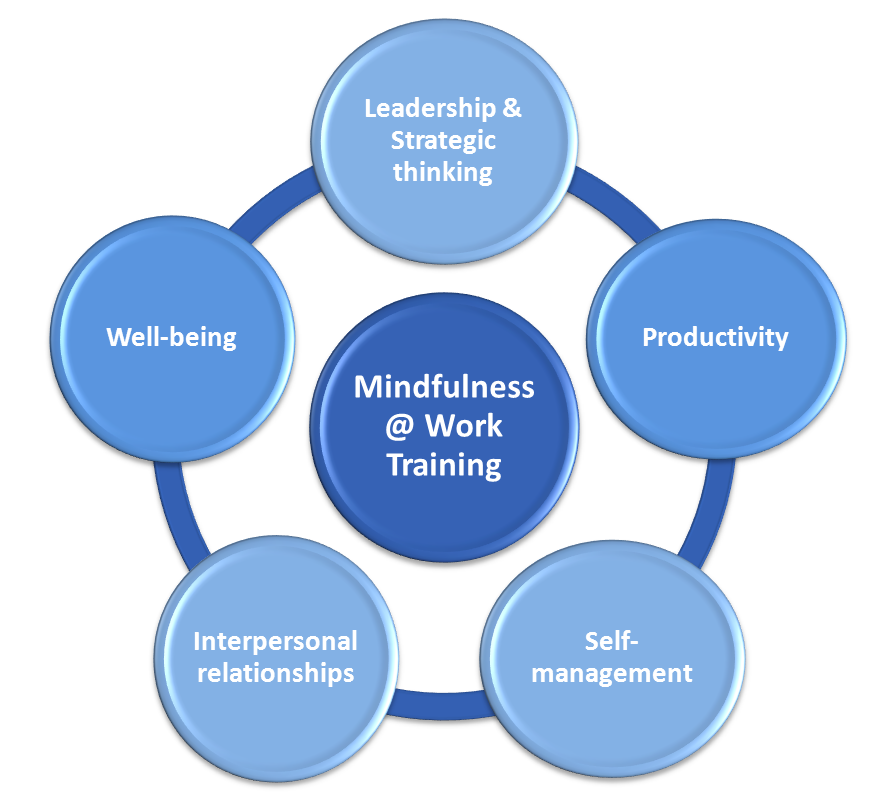 Leadership &
Strategic
thinking
Well-being
Productivity
Mindfulness
@ Work
Training
Interpersonal
relationships
Self-
management